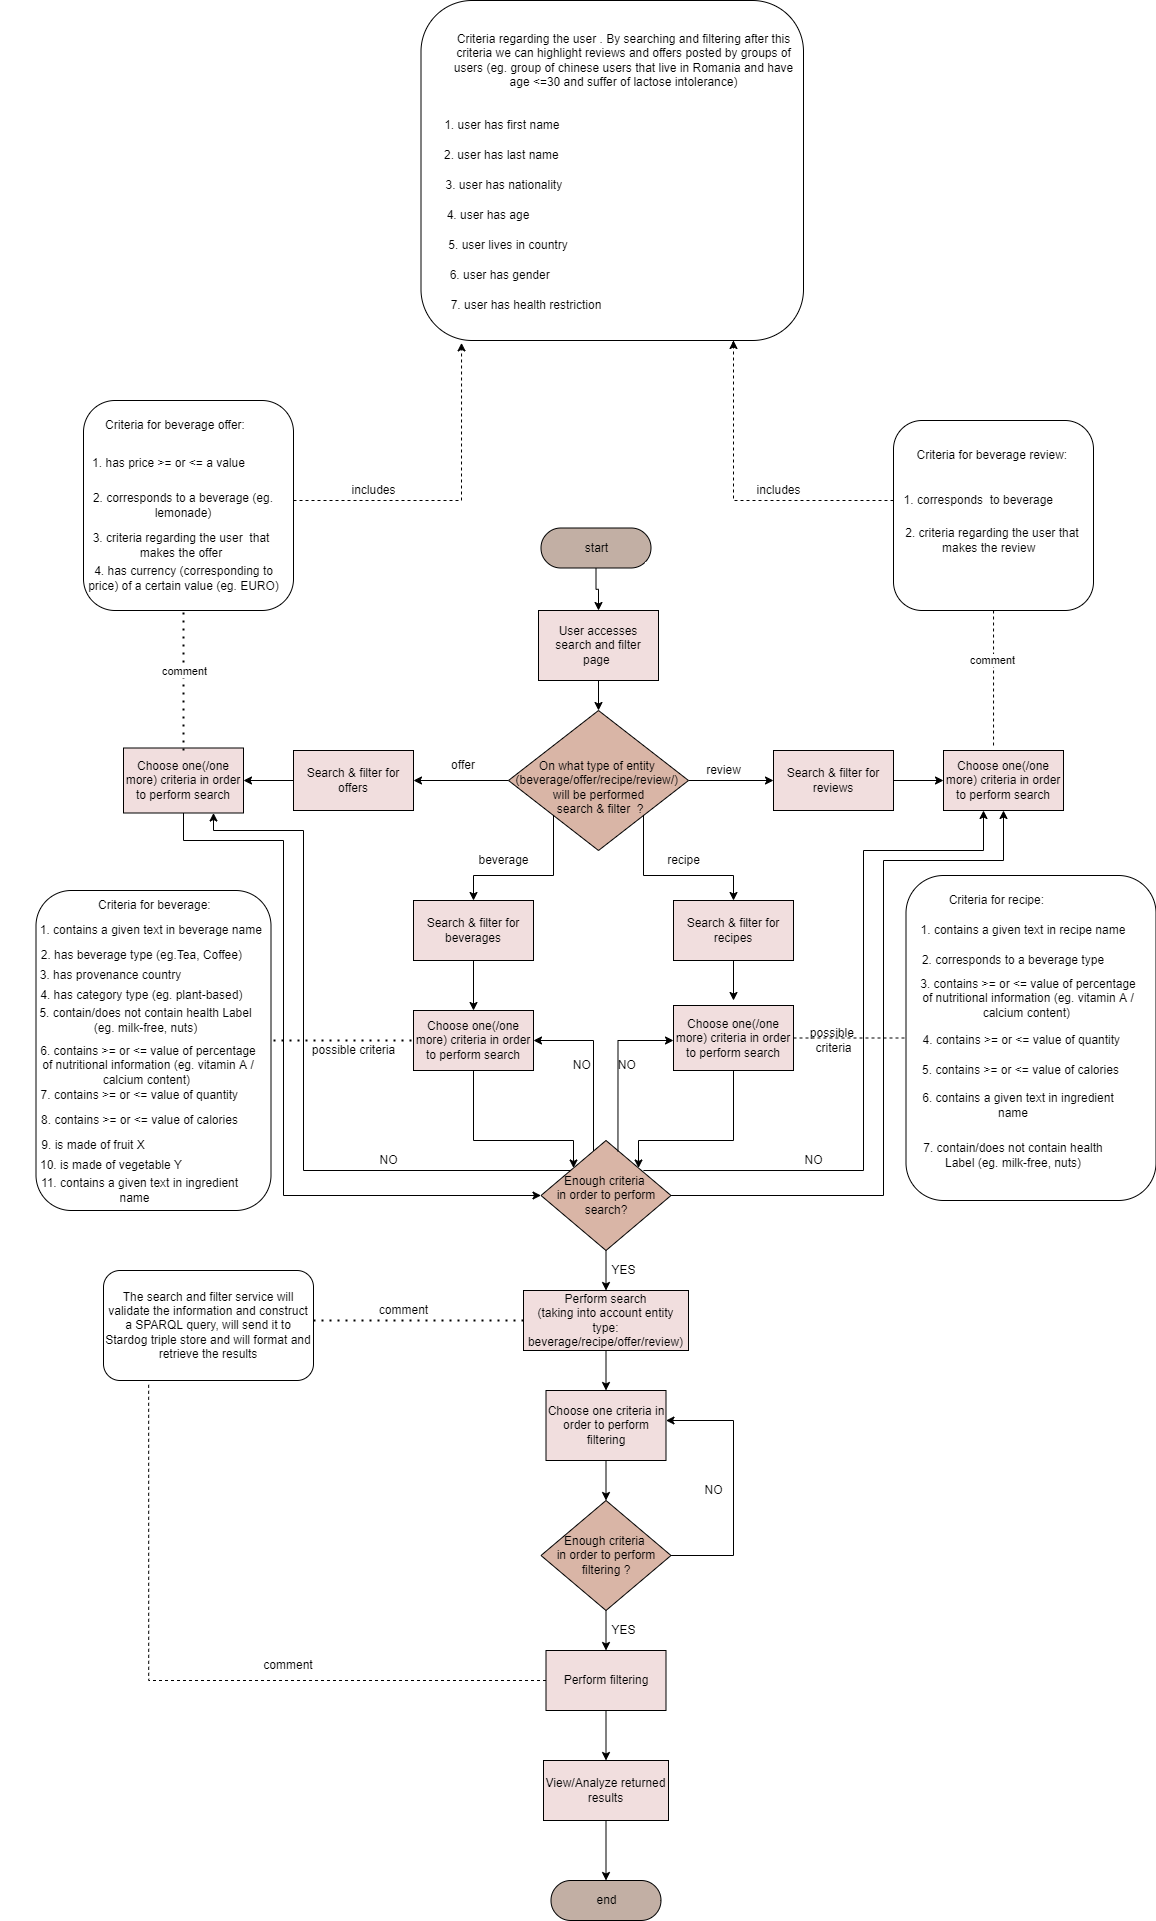 Criteria regarding the user . By searching and filtering after this
criteria we can highlight reviews and offers posted by groups of
users (eg. group of chinese users that live in Romania and have
age <=30 and suffer of lactose intolerance)
1. user has first name
2. user has last name
3. user has nationality
4. user has age
5. user lives in country
6. user has gender
7. user has health restriction
Criteria for beverage offer:
1. has price >= or <= a value
2. corresponds to a beverage (eg.
lemonade)
3. criteria regarding the user  that
makes the offer
4. has currency (corresponding to
price) of a certain value (eg. EURO)
includes
includes
Criteria for beverage review:
1. corresponds  to beverage
2. criteria regarding the user that
makes the review
start
User accesses
search and filter
page
comment
comment
Choose one(/one
more) criteria in order
to perform search
Search & filter for
offers
offer
On what type of entity
(beverage/offer/recipe/review/)
will be performed
search & filter  ?
review
Search & filter for
reviews
Choose one(/one
more) criteria in order
to perform search
beverage
recipe
Search & filter for
beverages
Search & filter for
recipes
Criteria for beverage:
1. contains a given text in beverage name
2. has beverage type (eg.Tea, Coffee)
3. has provenance country
4. has category type (eg. plant-based)
5. contain/does not contain health Label
(eg. milk-free, nuts)
6. contains >= or <= value of percentage
of nutritional information (eg. vitamin A /
calcium content)
7. contains >= or <= value of quantity
8. contains >= or <= value of calories
9. is made of fruit X
10. is made of vegetable Y
11. contains a given text in ingredient
name
possible criteria
Choose one(/one
more) criteria in order
to perform search
NO
NO
Choose one(/one
more) criteria in order
to perform search
possible
criteria
Criteria for recipe:
1. contains a given text in recipe name
2. corresponds to a beverage type
3. contains >= or <= value of percentage
of nutritional information (eg. vitamin A /
calcium content)
4. contains >= or <= value of quantity
5. contains >= or <= value of calories
6. contains a given text in ingredient
name
7. contain/does not contain health
Label (eg. milk-free, nuts)
NO
NO
Enough criteria
in order to perform
search?
YES
The search and filter service will
validate the information and construct
a SPARQL query, will send it to
Stardog triple store and will format and
retrieve the results
comment
Perform search
(taking into account entity
type:
beverage/recipe/offer/review)
Choose one criteria in
order to perform
filtering
NO
Enough criteria
in order to perform
filtering ?
YES
comment
Perform filtering
View/Analyze returned
results
end